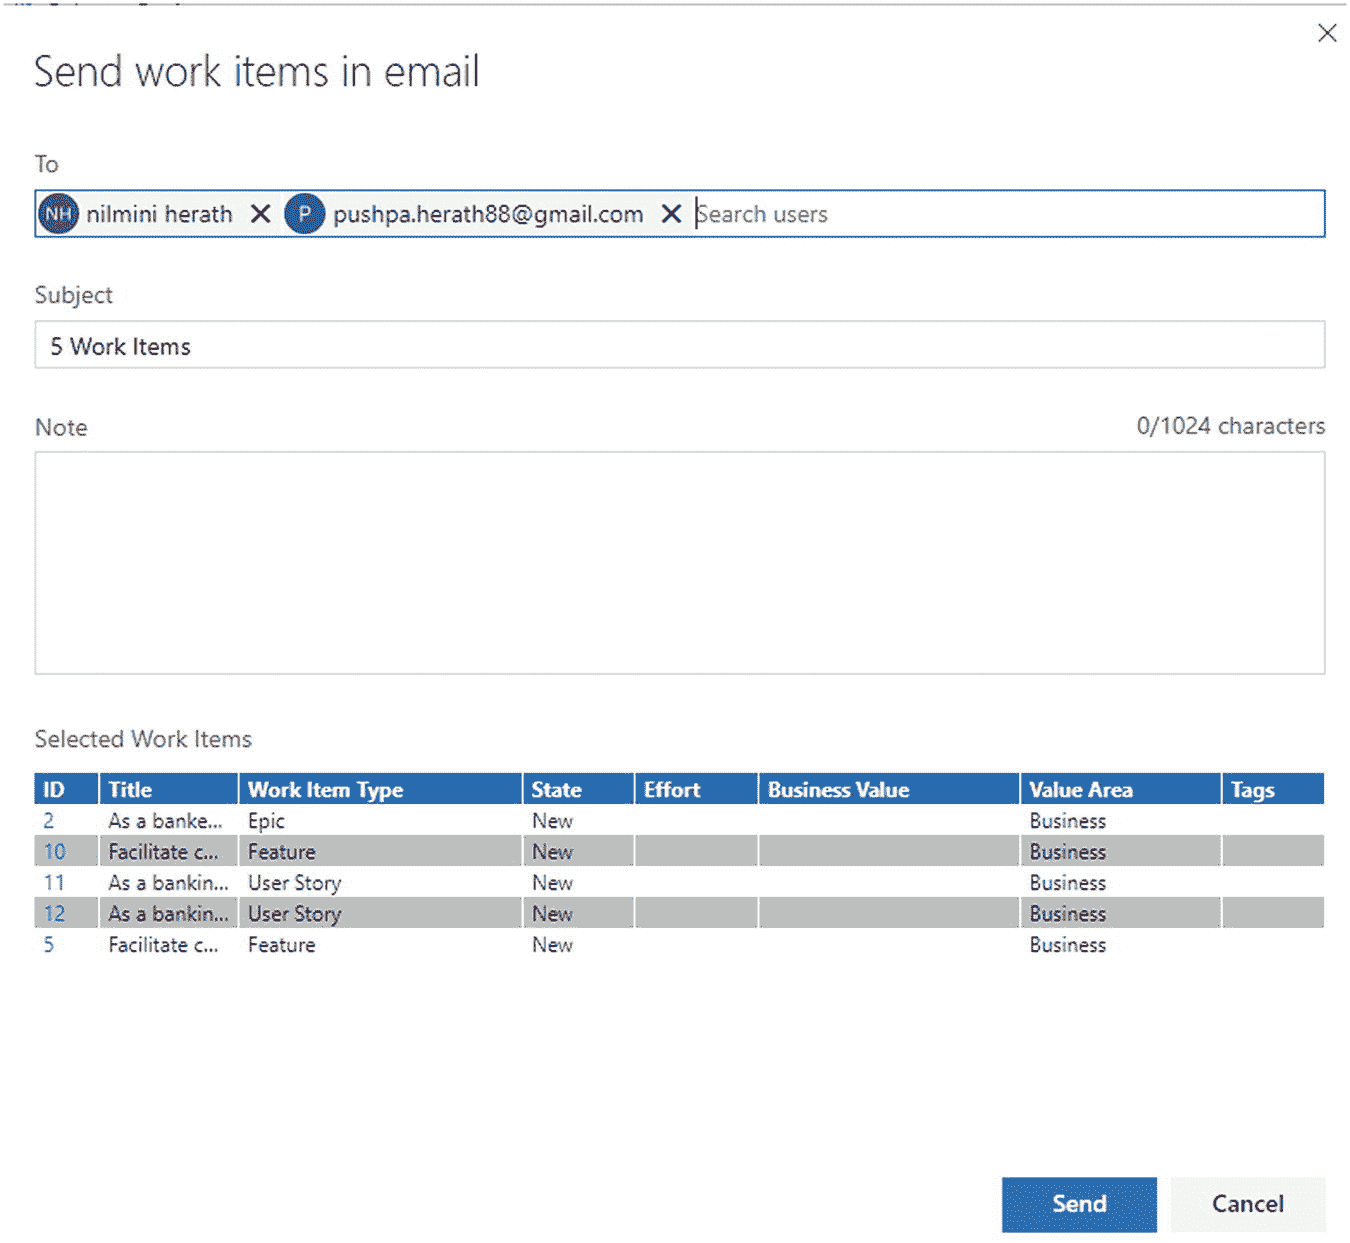 Send work items in email
To
NH nilmini herath P pushpa.herath88@gmail.com Search users
Subject
5 Work Items
Note 0/1024 characters
Selected Work Items
ID Title Work Item Type State Effort Business Value Value Area Tags
2 As a banke... Epic New Business
10 Facilitate c... Feature New Business
11 As a bankin... User Story New Business
12 As a bankin... User Story New Business
5 Facilitate c... Feature New Business
Send Cancel